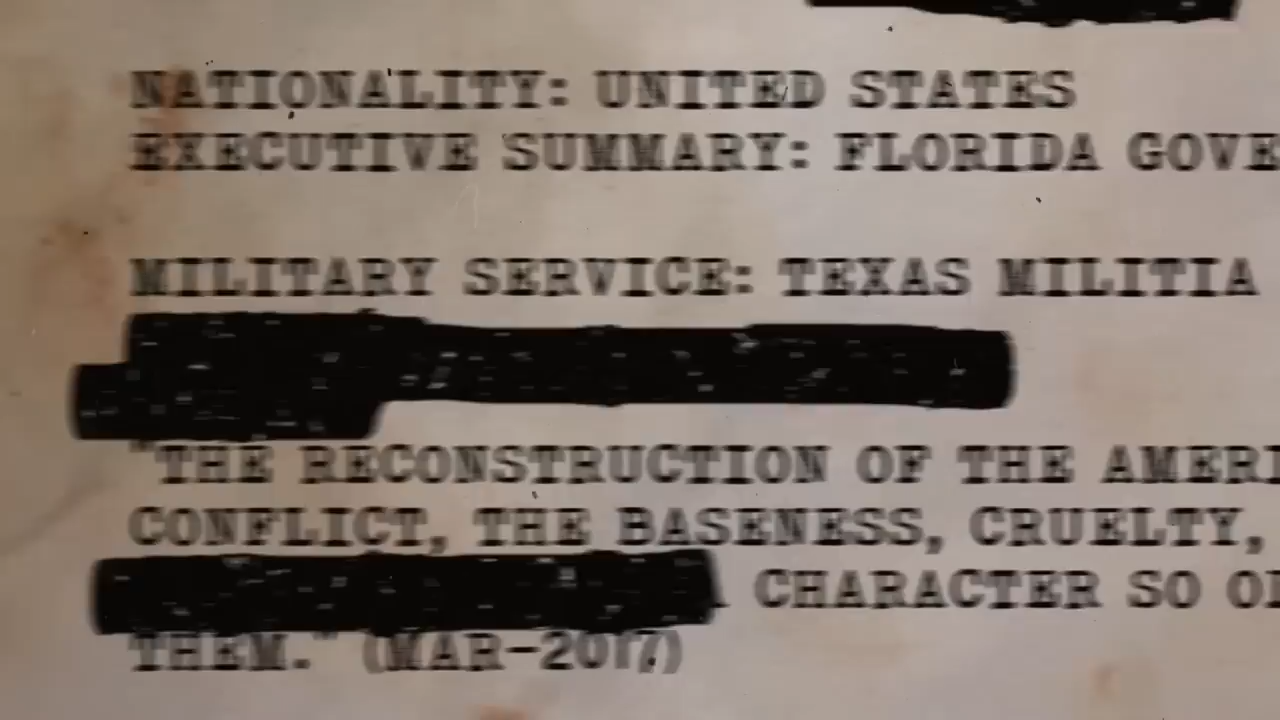 NATIONALITY: UNITED STATES
EXECUTIVE SUMMARY: FLORIDA GOVE
MILITARY SERVICE: TEXAS MILITIA
"THE RECONSTRUCTION OF THE AMERI
CONFLICT, THE BASENESS, CRUELTY,
CHARACTER SO
THEM." (MAR-2017)